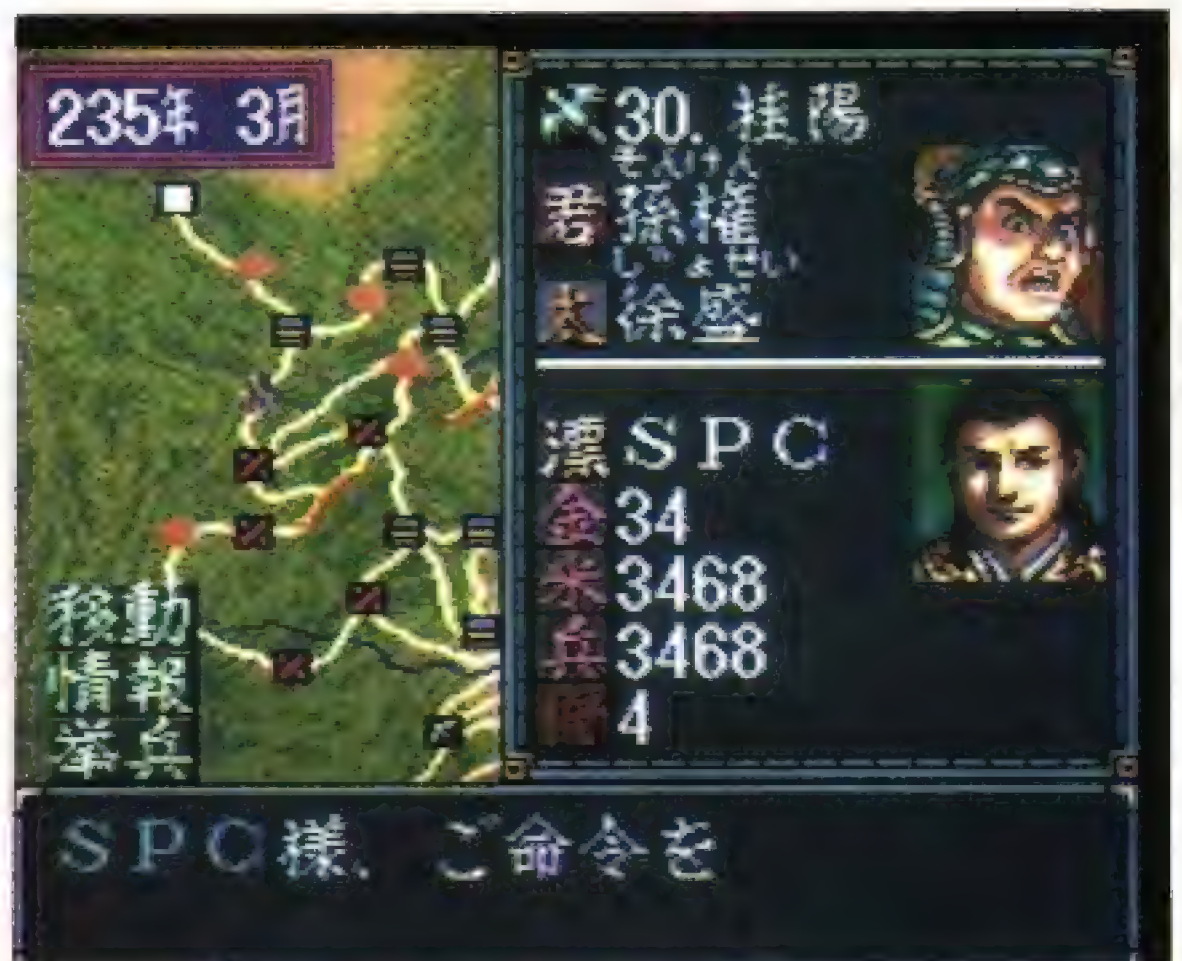 235年 3月
30. 桂陽
そんけん
君 孫権
じょせい
太 徐盛
SPC
金 34
米 3468
兵 3468
4
移動
情報
挙兵
SPC様、ご命令を